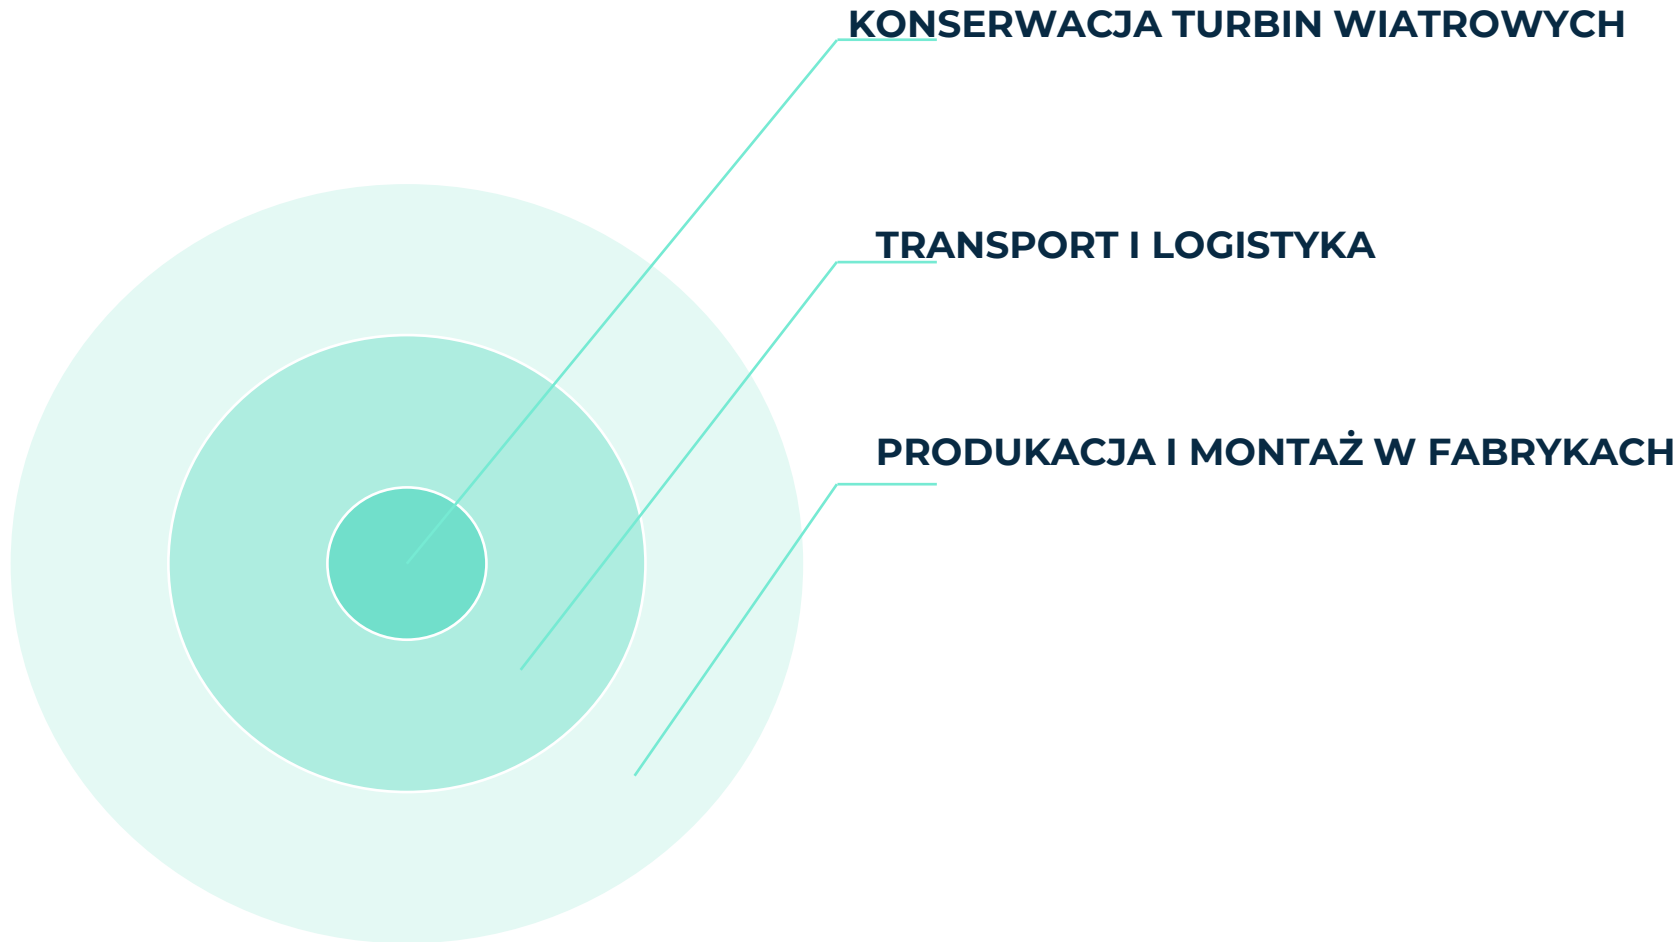 KONSERWACJA TURBIN WIATROWYCH
TRANSPORT I LOGISTYKA
PRODUKACJA I MONTAŻ W FABRYKACH